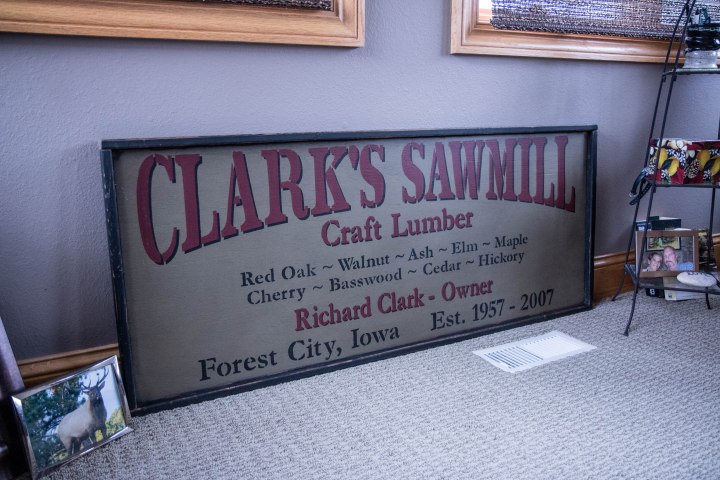 CLARK'S SAWMILL
Craft Lumber
Red Oak ~ Walnut ~ Ash ~ Elm ~ Maple
Cherry ~ Basswood ~ Cedar ~ Hickory
Richard Clark - Owner
Forest City, Iowa Est. 1957 - 2007